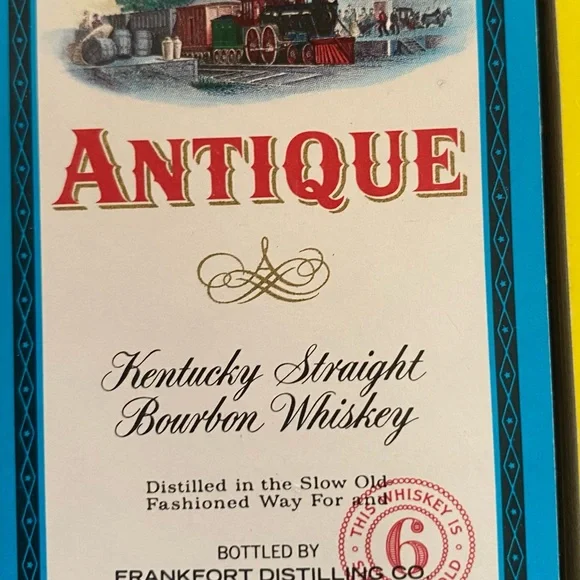 ANTIQUE
Kentucky Straight
Bourbon Whiskey
Distilled in the Slow Old
Fashioned Way For and
THIS WHISKEY IS
6
OLD
BOTTLED BY
FRANKFORT DISTILLING CO